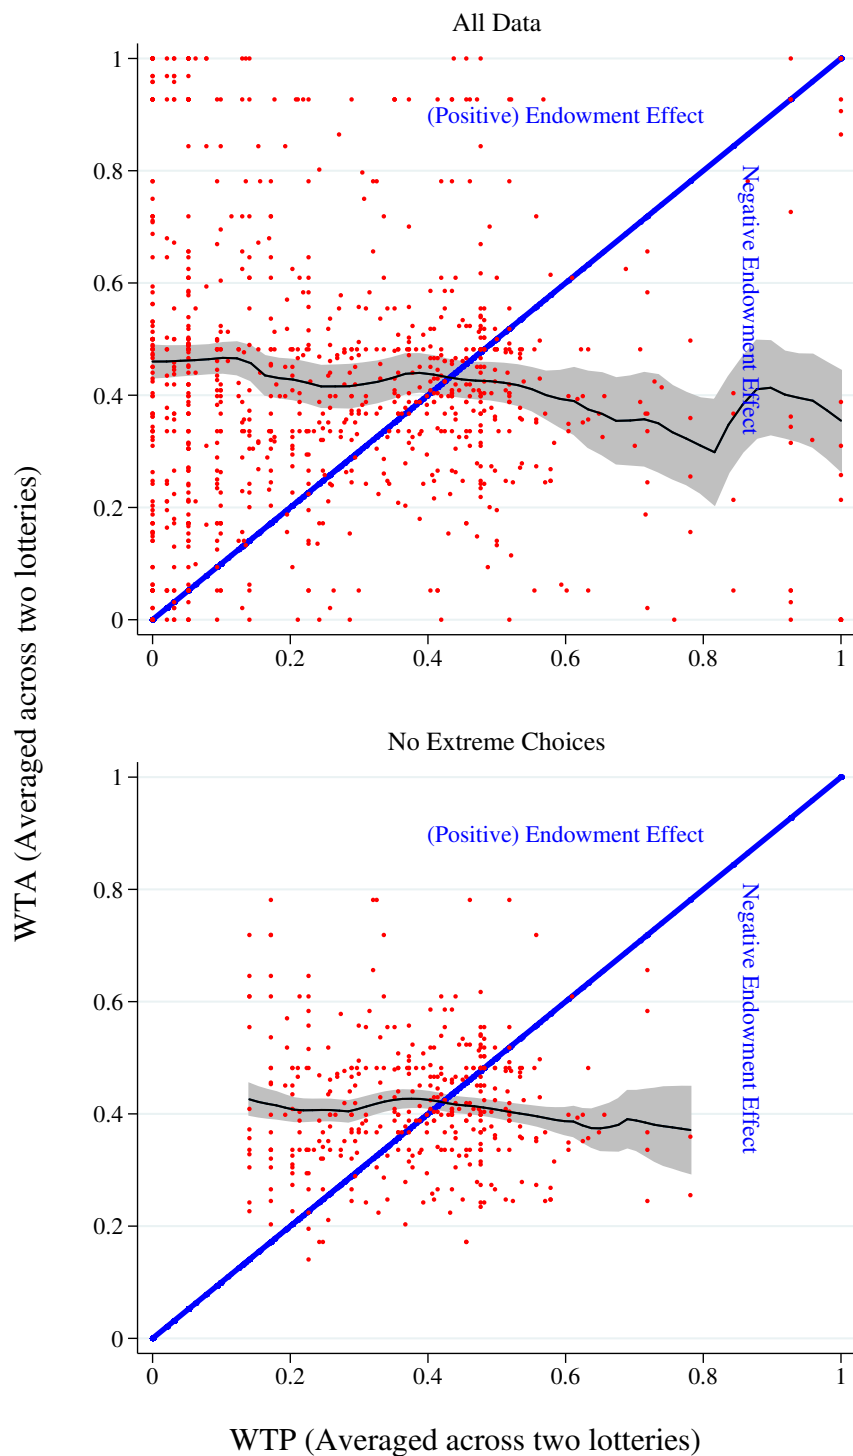 All Data
1
0.8
0.6
0.4
0.2
0
(Positive) Endowment Effect
Negative Endowment Effect
0 0.2 0.4 0.6 0.8 1
WTA (Averaged across two lotteries)
No Extreme Choices
1
0.8
0.6
0.4
0.2
0
(Positive) Endowment Effect
Negative Endowment Effect
0 0.2 0.4 0.6 0.8 1
WTP (Averaged across two lotteries)